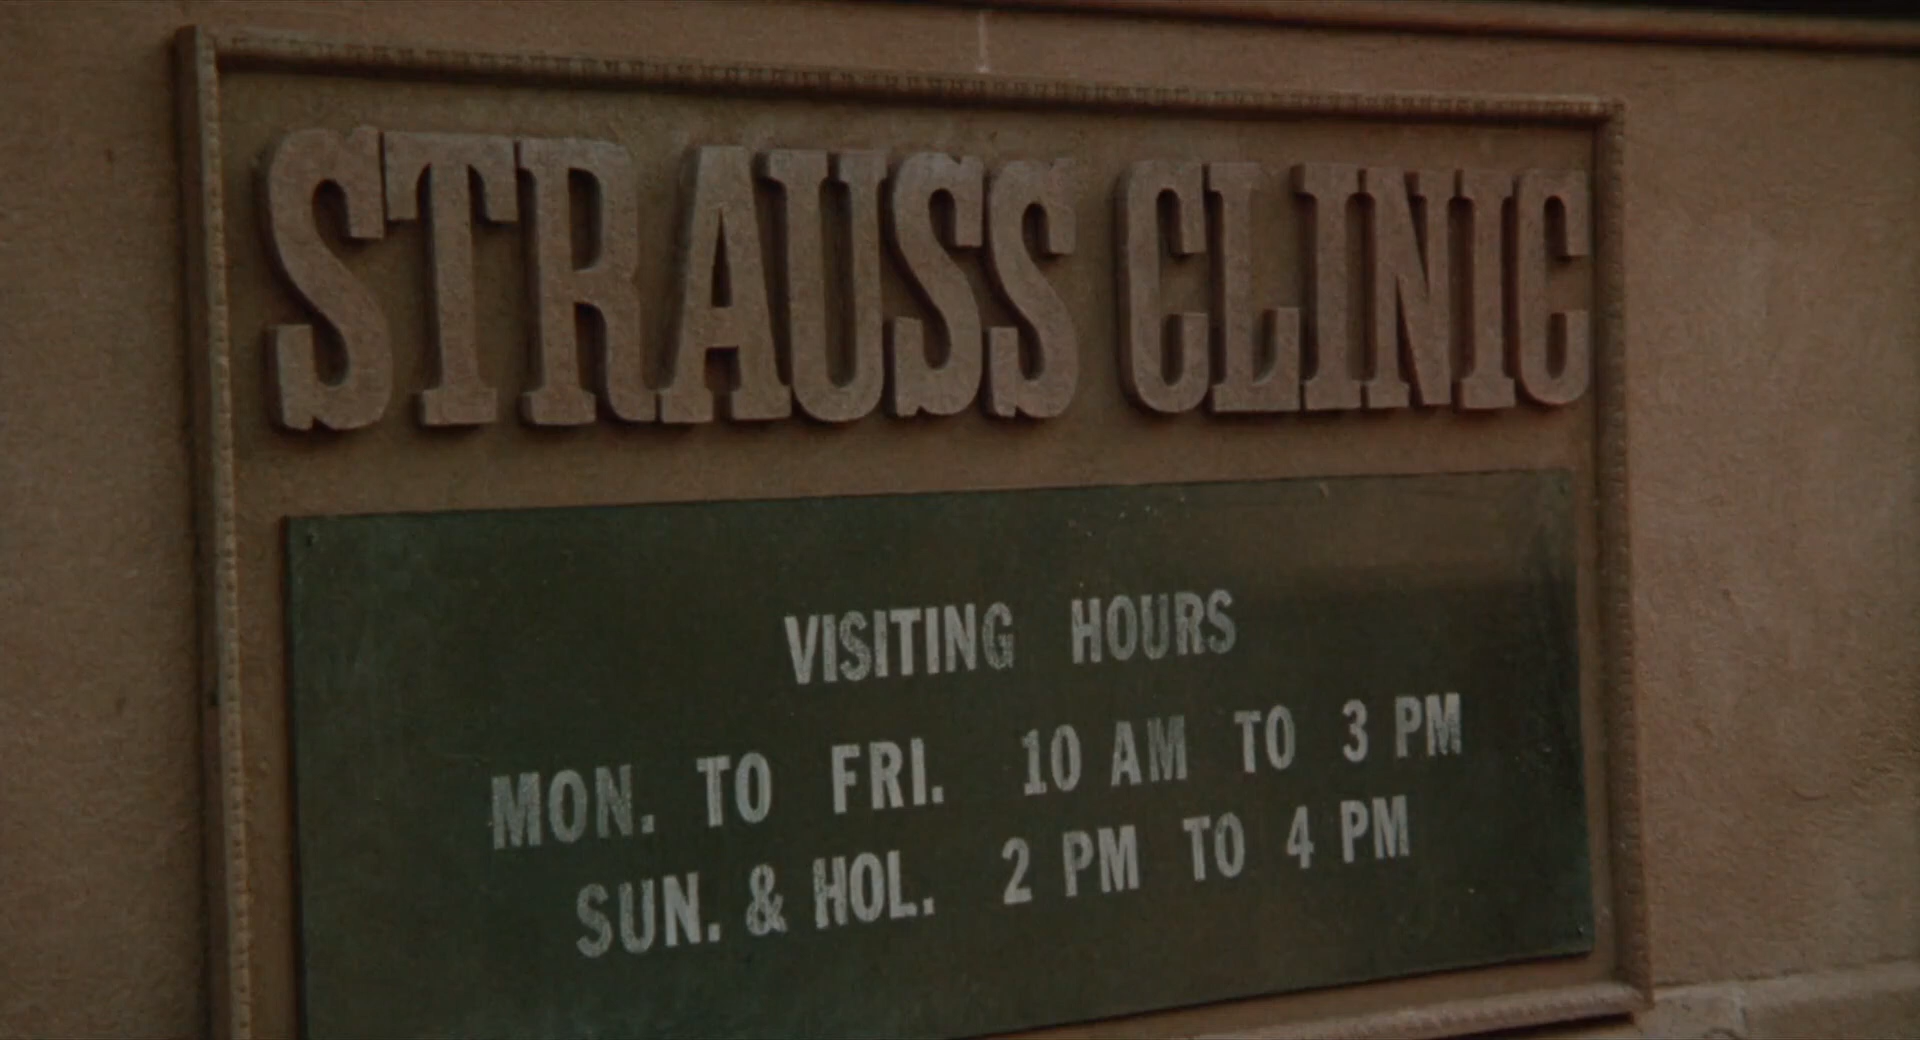 STRAUSS CLINIC
VISITING HOURS
MON. TO FRI. 10 AM TO 3 PM
SUN. & HOL. 2 PM TO 4 PM